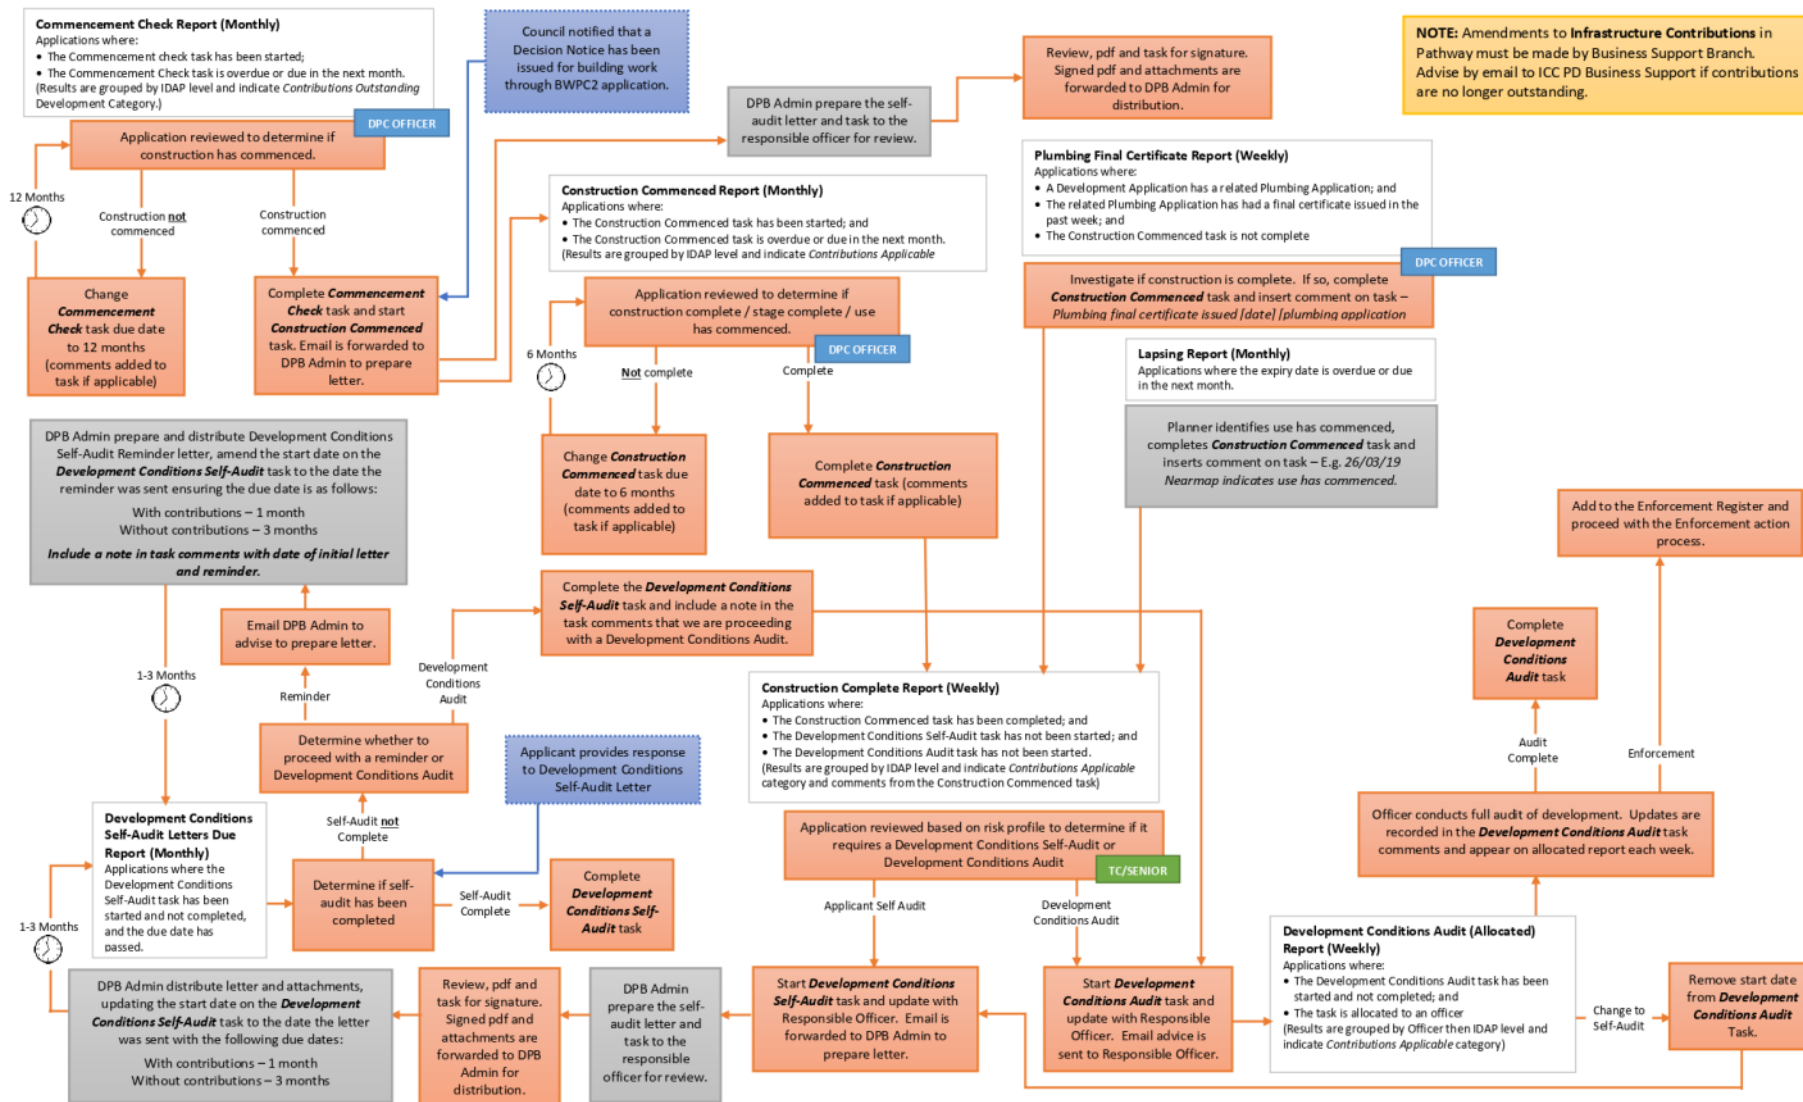 Commencement Check Report (Monthly)
Applications where:
• The Commencement check task has been started;
• The Commencement Check task is overdue or due in the next month.
(Results are grouped by IDAP level and indicate Contributions Outstanding
Development Category.)
DPC OFFICER
Application reviewed to determine if
construction has commenced.
12 Months
Construction not
commenced
Construction
commenced
Change
Commencement
Check task due date
to 12 months
(comments added to
task if applicable)
Complete Commencement
Check task and start
Construction Commenced
task. Email is forwarded to
DPB Admin to prepare
letter.
Council notified that a
Decision Notice has been
issued for building work
through BWPC2 application.
DPB Admin prepare the self-
audit letter and task to the
responsible officer for review.
Review, pdf and task for signature.
Signed pdf and attachments are
forwarded to DPB Admin for
distribution.
NOTE: Amendments to Infrastructure Contributions in
Pathway must be made by Business Support Branch.
Advise by email to ICC PD Business Support if contributions
are no longer outstanding.
Construction Commenced Report (Monthly)
Applications where:
• The Construction Commenced task has been started; and
• The Construction Commenced task is overdue or due in the next month.
(Results are grouped by IDAP level and indicate Contributions Applicable
Application reviewed to determine if
construction complete / stage complete / use
has commenced.
DPC OFFICER
6 Months
Not complete
Complete
Change Construction
Commenced task due
date to 6 months
(comments added to
task if applicable)
Complete Construction
Commenced task (comments
added to task if applicable)
Plumbing Final Certificate Report (Weekly)
Applications where:
• A Development Application has a related Plumbing Application; and
• The related Plumbing Application has had a final certificate issued in the
past week; and
• The Construction Commenced task is not complete
DPC OFFICER
Investigate if construction is complete. If so, complete
Construction Commenced task and insert comment on task –
Plumbing final certificate issued [date] [plumbing application
Lapsing Report (Monthly)
Applications where the expiry date is overdue or due
in the next month.
Planner identifies use has commenced,
completes Construction Commenced task and
inserts comment on task – E.g. 26/03/19
Nearmap indicates use has commenced.
DPB Admin prepare and distribute Development Conditions
Self-Audit Reminder letter, amend the start date on the
Development Conditions Self-Audit task to the date the
reminder was sent ensuring the due date is as follows:
With contributions – 1 month
Without contributions – 3 months
Include a note in task comments with date of initial letter
and reminder.
1-3 Months
Email DPB Admin to
advise to prepare letter.
Reminder
Development
Conditions
Audit
Complete the Development Conditions
Self-Audit task and include a note in the
task comments that we are proceeding
with a Development Conditions Audit.
Determine whether to
proceed with a reminder or
Development Conditions Audit
Self-Audit not
Complete
Applicant provides response
to Development Conditions
Self-Audit Letter
Development Conditions
Self-Audit Letters Due
Report (Monthly)
Applications where the
Development Conditions
Self-Audit task has been
started and not completed,
and the due date has
passed.
Determine if self-
audit has been
completed
Self-Audit
Complete
Complete
Development
Conditions Self-
Audit task
1-3 Months
Construction Complete Report (Weekly)
Applications where:
• The Construction Commenced task has been completed; and
• The Development Conditions Self-Audit task has not been started; and
• The Development Conditions Audit task has not been started.
(Results are grouped by IDAP level and indicate Contributions Applicable
category and comments from the Construction Commenced task)
Application reviewed based on risk profile to determine if it
requires a Development Conditions Self-Audit or
Development Conditions Audit
TC/SENIOR
Applicant Self Audit
Development
Conditions Audit
Add to the Enforcement Register and
proceed with the Enforcement action
process.
Complete
Development
Conditions
Audit task
Audit
Complete
Enforcement
Officer conducts full audit of development. Updates are
recorded in the Development Conditions Audit task
comments and appear on allocated report each week.
DPB Admin distribute letter and attachments,
updating the start date on the Development
Conditions Self-Audit task to the date the letter
was sent with the following due dates:
With contributions – 1 month
Without contributions – 3 months
Review, pdf and
task for signature.
Signed pdf and
attachments are
forwarded to DPB
Admin for
distribution.
DPB Admin
prepare the self-
audit letter and
task to the
responsible
officer for review.
Start Development Conditions
Self-Audit task and update with
Responsible Officer. Email is
forwarded to DPB Admin to
prepare letter.
Start Development
Conditions Audit task and
update with Responsible
Officer. Email advice is
sent to Responsible Officer.
Development Conditions Audit (Allocated)
Report (Weekly)
Applications where:
• The Development Conditions Audit task has been
started and not completed; and
• The task is allocated to an officer
(Results are grouped by Officer then IDAP level and
indicate Contributions Applicable category)
Change to
Self-Audit
Remove start date
from Development
Conditions Audit
Task.